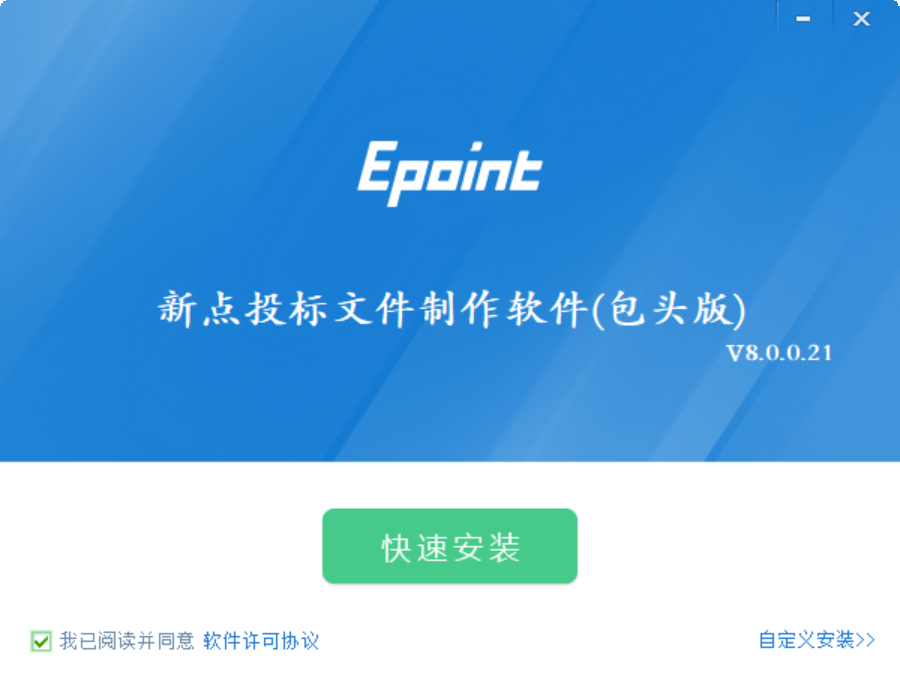 Epoint
新点投标文件制作软件(包头版)
V8.0.0.21
快速安装
我已阅读并同意 软件许可协议
自定义安装>>